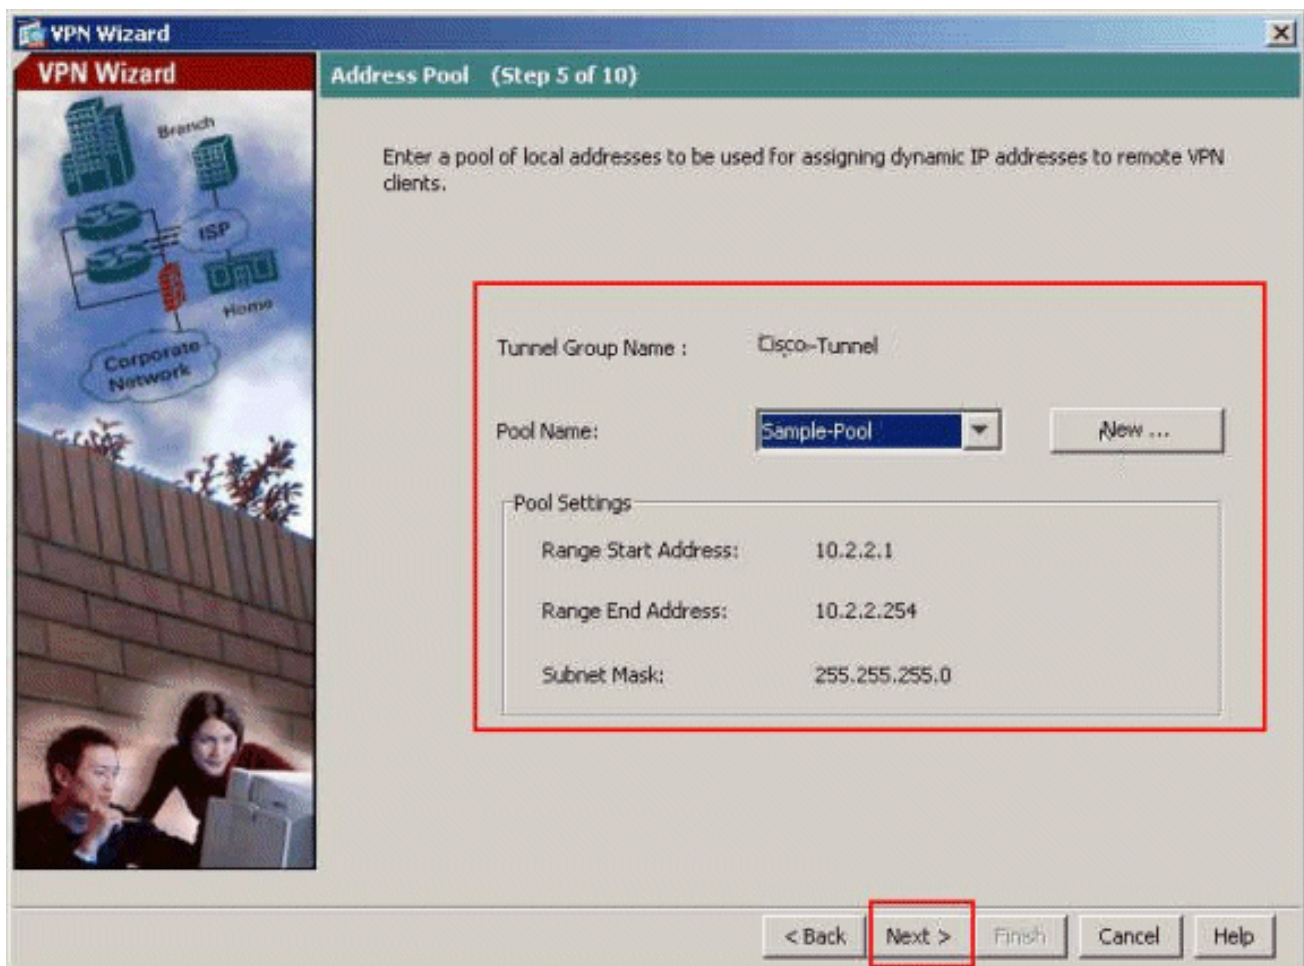 VPN Wizard
VPN Wizard
Address Pool (Step 5 of 10)
Branch
ISP
Home
Corporate
Network
Enter a pool of local addresses to be used for assigning dynamic IP addresses to remote VPN
clients.
Tunnel Group Name : Cisco-Tunnel
Pool Name: Sample-Pool New ...
Pool Settings
Range Start Address: 10.2.2.1
Range End Address: 10.2.2.254
Subnet Mask: 255.255.255.0
< Back Next > Finish Cancel Help